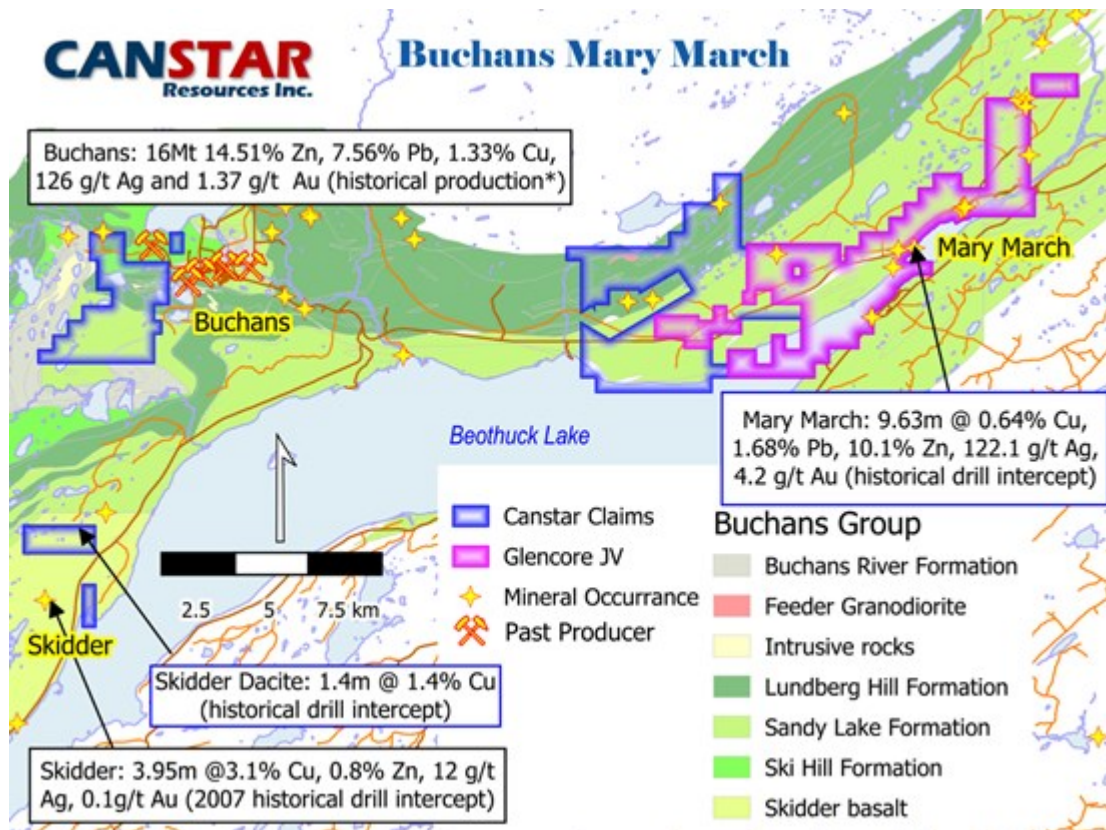 CANSTAR
Resources Inc.
Buchans Mary March
Buchans: 16Mt 14.51% Zn, 7.56% Pb, 1.33% Cu,
126 g/t Ag and 1.37 g/t Au (historical production*)
Mary March
Buchans
Mary March: 9.63m @ 0.64% Cu,
1.68% Pb, 10.1% Zn, 122.1 g/t Ag,
4.2 g/t Au (historical drill intercept)
Beothuck Lake
Canstar Claims
Glencore JV
Mineral Occurrance
Past Producer
Buchans Group
Buchans River Formation
Feeder Granodiorite
Intrusive rocks
Lundberg Hill Formation
Sandy Lake Formation
Ski Hill Formation
Skidder basalt
2.5 5 7.5 km
Skidder
Skidder Dacite: 1.4m @ 1.4% Cu
(historical drill intercept)
Skidder: 3.95m @3.1% Cu, 0.8% Zn, 12 g/t
Ag, 0.1g/t Au (2007 historical drill intercept)